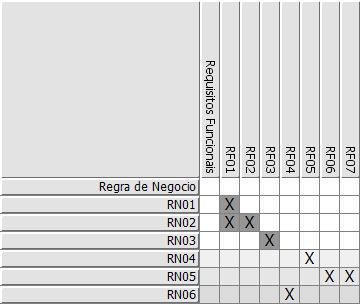 Requisitos Funcionais RF01 RF02 RF03 RF04 RF05 RF06 RF07
Regra de Negocio
RN01 X
RN02 X X
RN03 X
RN04 X
RN05 X X
RN06 X